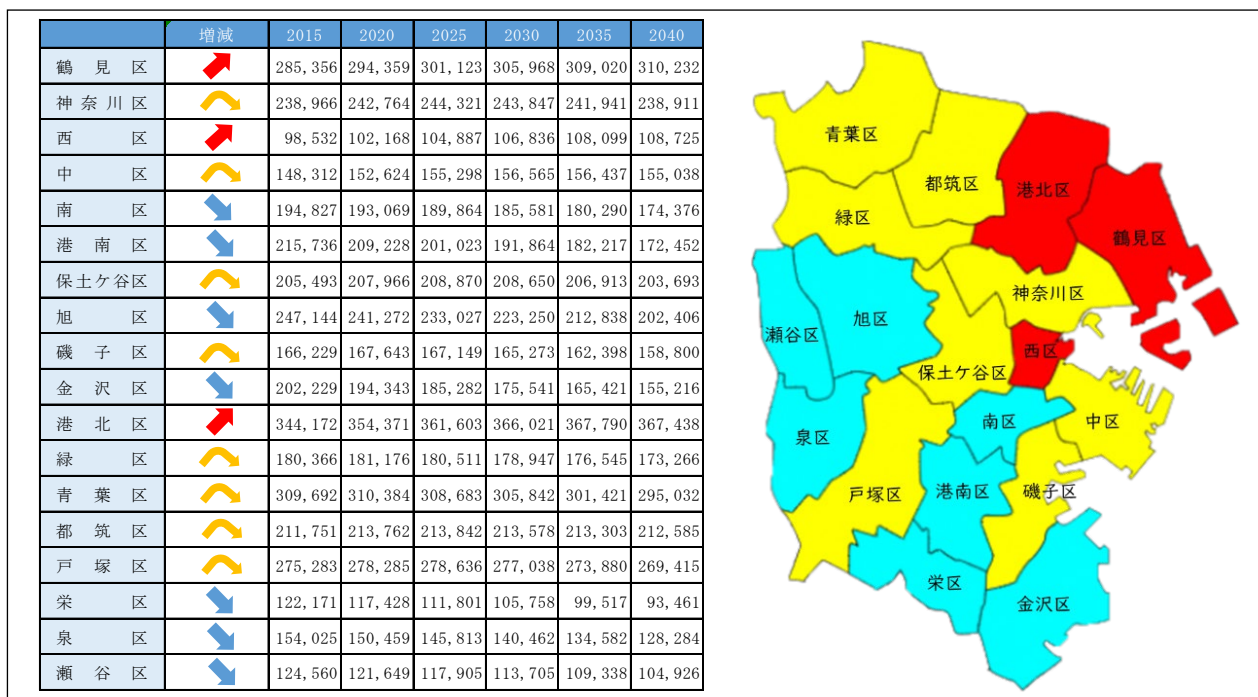 増減 2015 2020 2025 2030 2035 2040
鶴見区 285,356 294,359 301,123 305,968 309,020 310,232
神奈川区 238,966 242,764 244,321 243,847 241,941 238,911
西区 98,532 102,168 104,887 106,836 108,099 108,725
中区 148,312 152,624 155,298 156,565 156,437 155,038
南区 194,827 193,069 189,864 185,581 180,290 174,376
港南区 215,736 209,228 201,023 191,864 182,217 172,452
保土ケ谷区 205,493 207,966 208,870 208,650 206,913 203,693
旭区 247,144 241,272 233,027 223,250 212,838 202,406
磯子区 166,229 167,643 167,149 165,273 162,398 158,800
金沢区 202,229 194,343 185,282 175,541 165,421 155,216
港北区 344,172 354,371 361,603 366,021 367,790 367,438
緑区 180,366 181,176 180,511 178,947 176,545 173,266
青葉区 309,692 310,384 308,683 305,842 301,421 295,032
都筑区 211,751 213,762 213,842 213,578 213,303 212,585
戸塚区 275,283 278,285 278,636 277,038 273,880 269,415
栄区 122,171 117,428 111,801 105,758 99,517 93,461
泉区 154,025 150,459 145,813 140,462 134,582 128,284
瀬谷区 124,560 121,649 117,905 113,705 109,338 104,926
青葉区
都筑区
港北区
緑区
鶴見区
神奈川区
旭区
瀬谷区
西区
保土ケ谷区
南区
中区
泉区
戸塚区
港南区
磯子区
栄区
金沢区